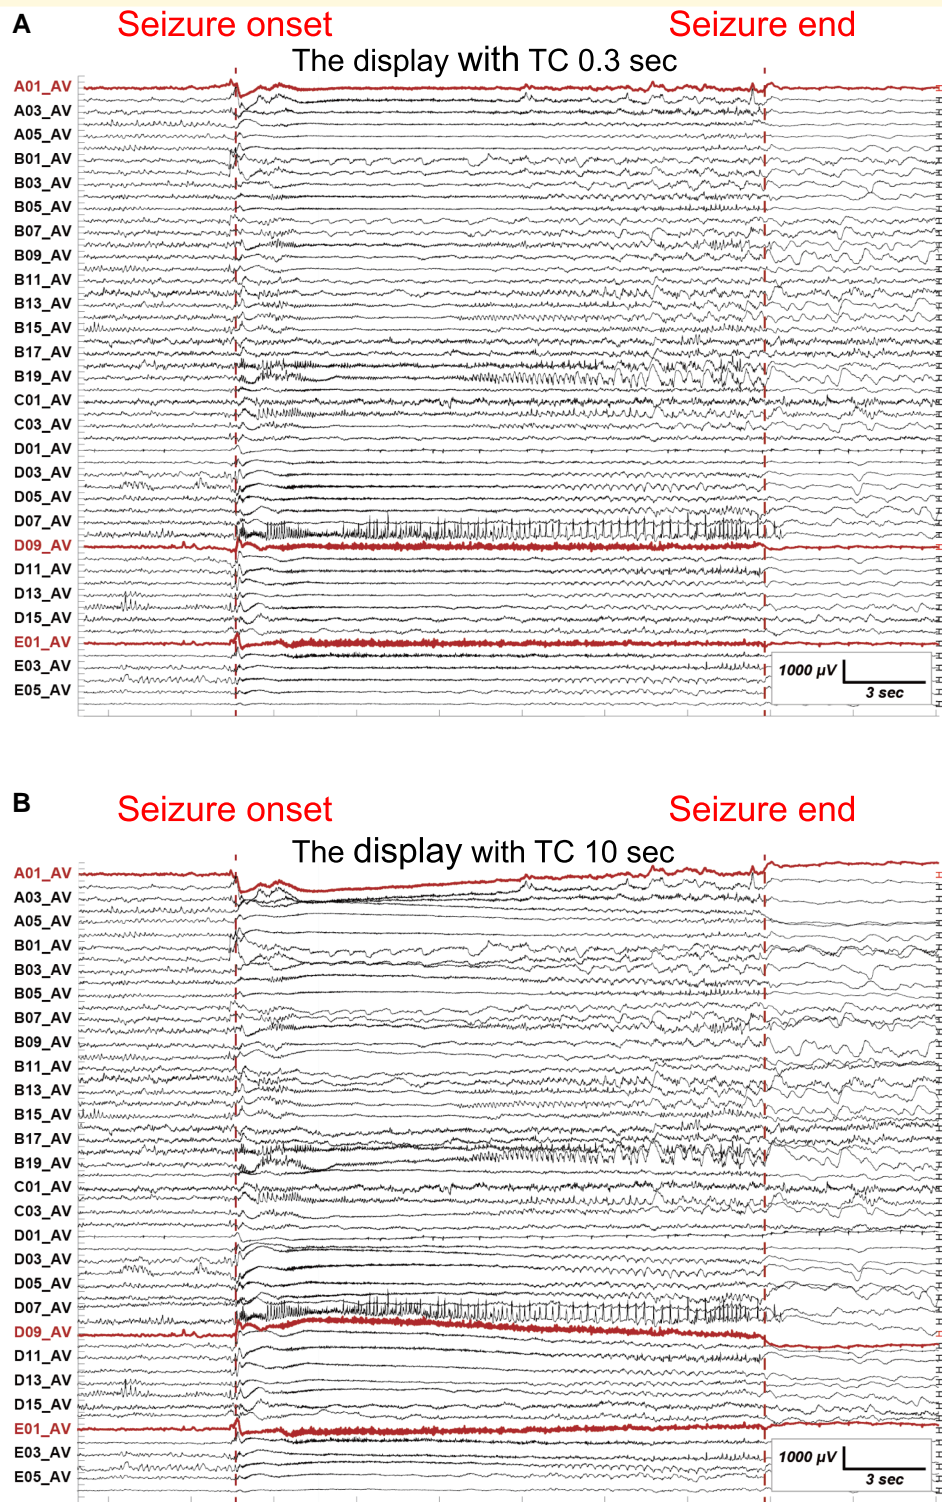 A
Seizure onset
Seizure end
The display with TC 0.3 sec
A01_AV
A03_AV
A05_AV
B01_AV
B03_AV
B05_AV
B07_AV
B09_AV
B11_AV
B13_AV
B15_AV
B17_AV
B19_AV
C01_AV
C03_AV
D01_AV
D03_AV
D05_AV
D07_AV
D09_AV
D11_AV
D13_AV
D15_AV
E01_AV
E03_AV
E05_AV
1000 µV
3 sec
B
Seizure onset
Seizure end
The display with TC 10 sec
A01_AV
A03_AV
A05_AV
B01_AV
B03_AV
B05_AV
B07_AV
B09_AV
B11_AV
B13_AV
B15_AV
B17_AV
B19_AV
C01_AV
C03_AV
D01_AV
D03_AV
D05_AV
D07_AV
D09_AV
D11_AV
D13_AV
D15_AV
E01_AV
E03_AV
E05_AV
1000 µV
3 sec